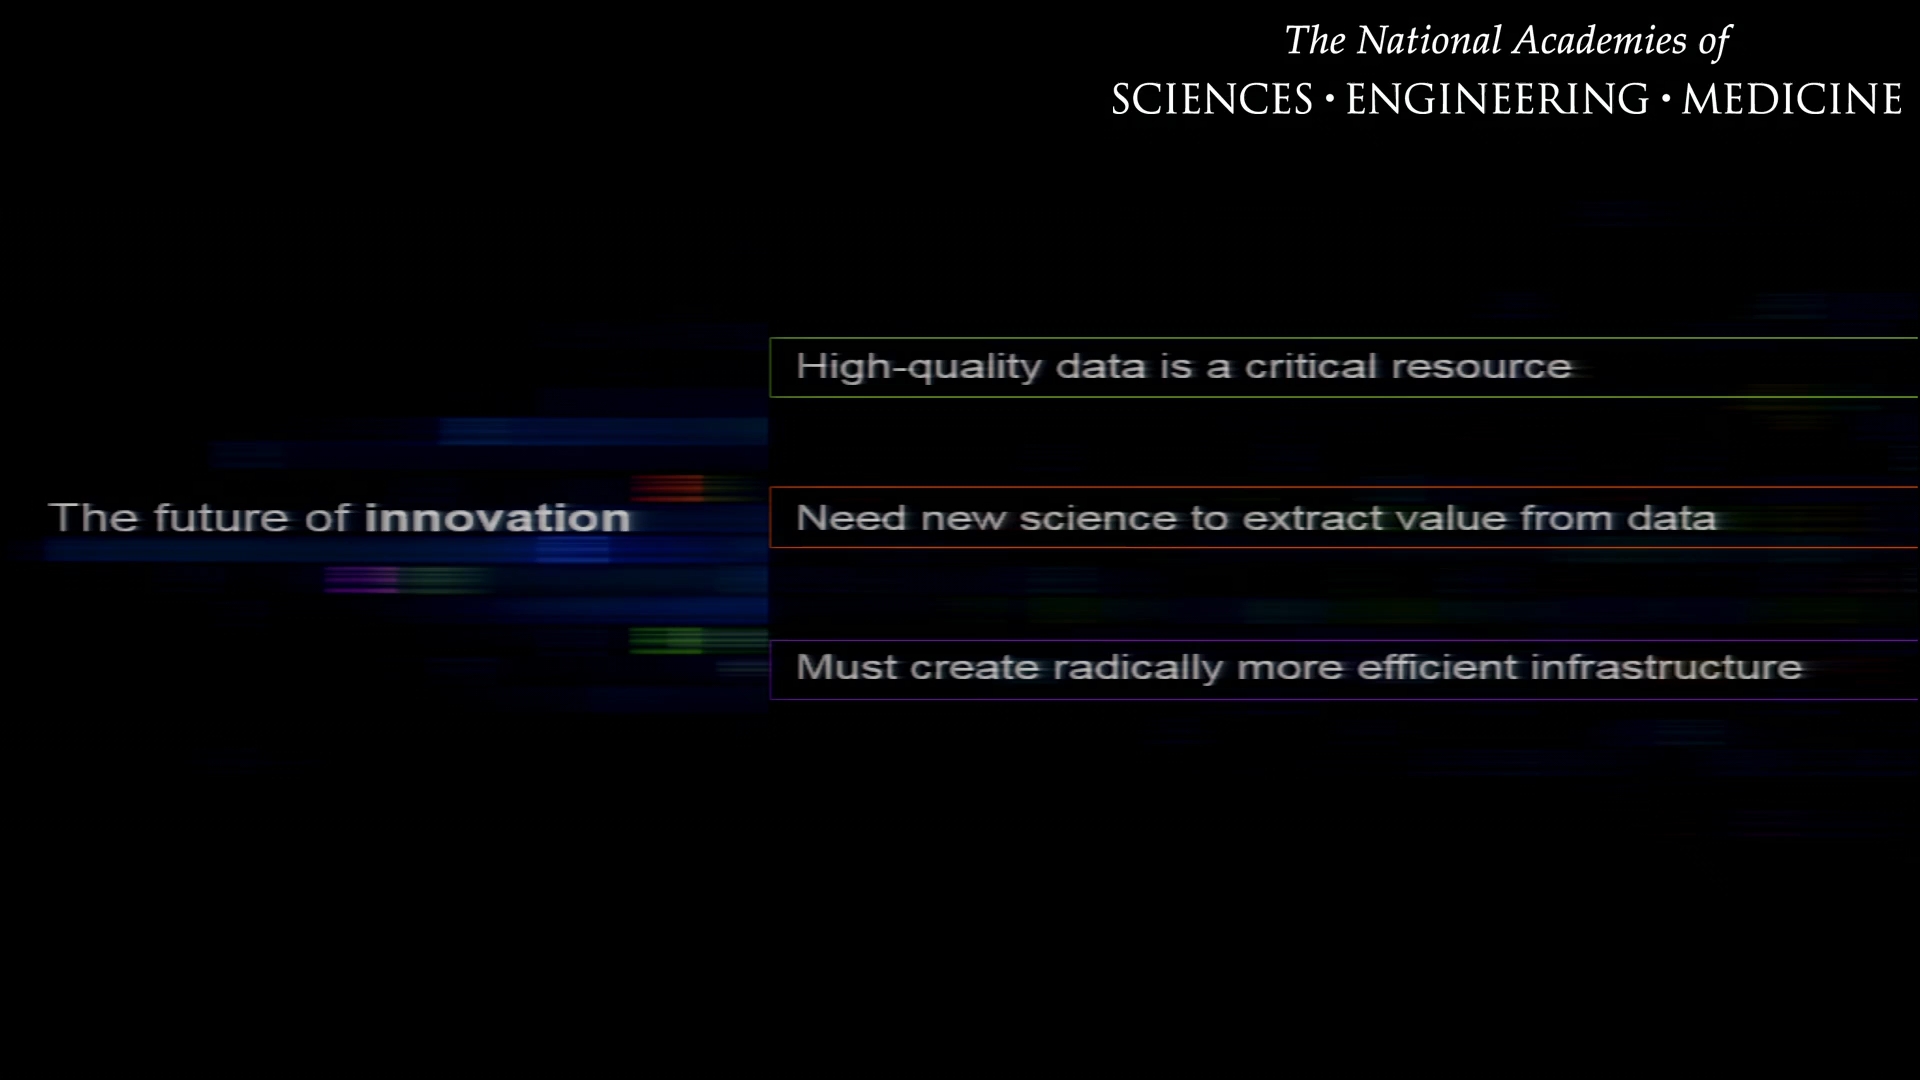 The National Academies of
SCIENCES • ENGINEERING • MEDICINE
The future of innovation
High-quality data is a critical resource
Need new science to extract value from data
Must create radically more efficient infrastructure